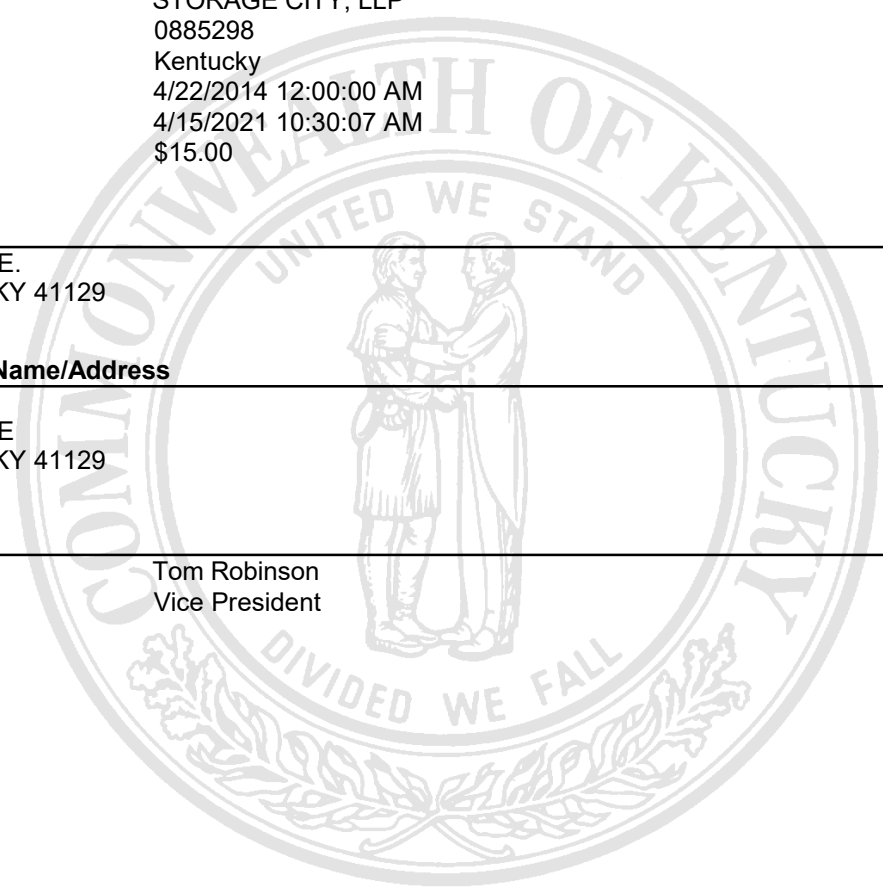 STORAGE CITY, LLP
0885298
Kentucky
4/22/2014 12:00:00 AM
4/15/2021 10:30:07 AM
$15.00
COMMONWEALTH OF KENTUCKY
UNITED WE STAND
E.
KY 41129
Name/Address
E
KY 41129
Tom Robinson
Vice President
DIVIDED WE FALL